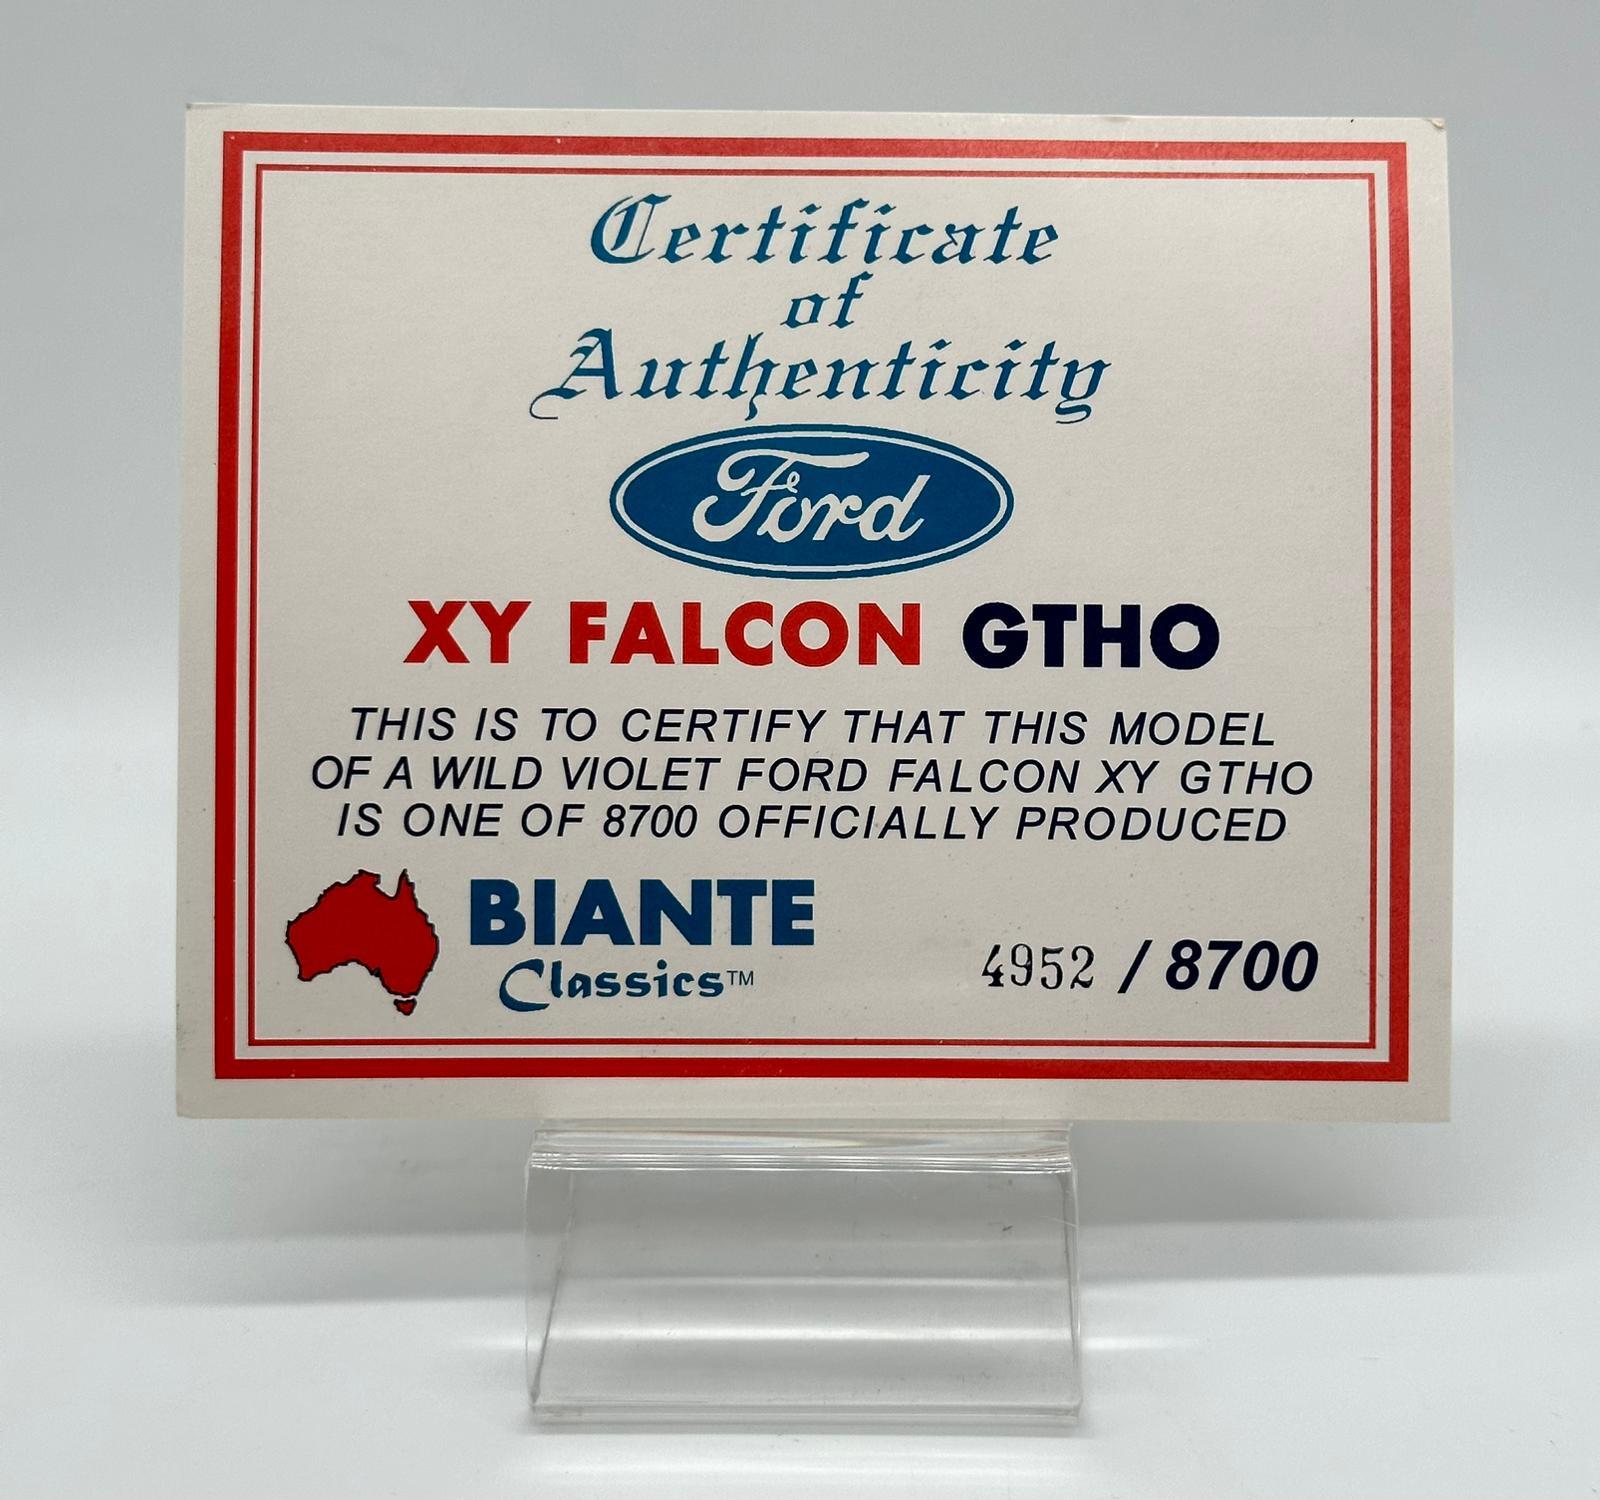 Certificate
of
Authenticity
Ford
XY FALCON GTHO
THIS IS TO CERTIFY THAT THIS MODEL
OF A WILD VIOLET FORD FALCON XY GTHO
IS ONE OF 8700 OFFICIALLY PRODUCED
BIANTE
Classics™
4952 / 8700